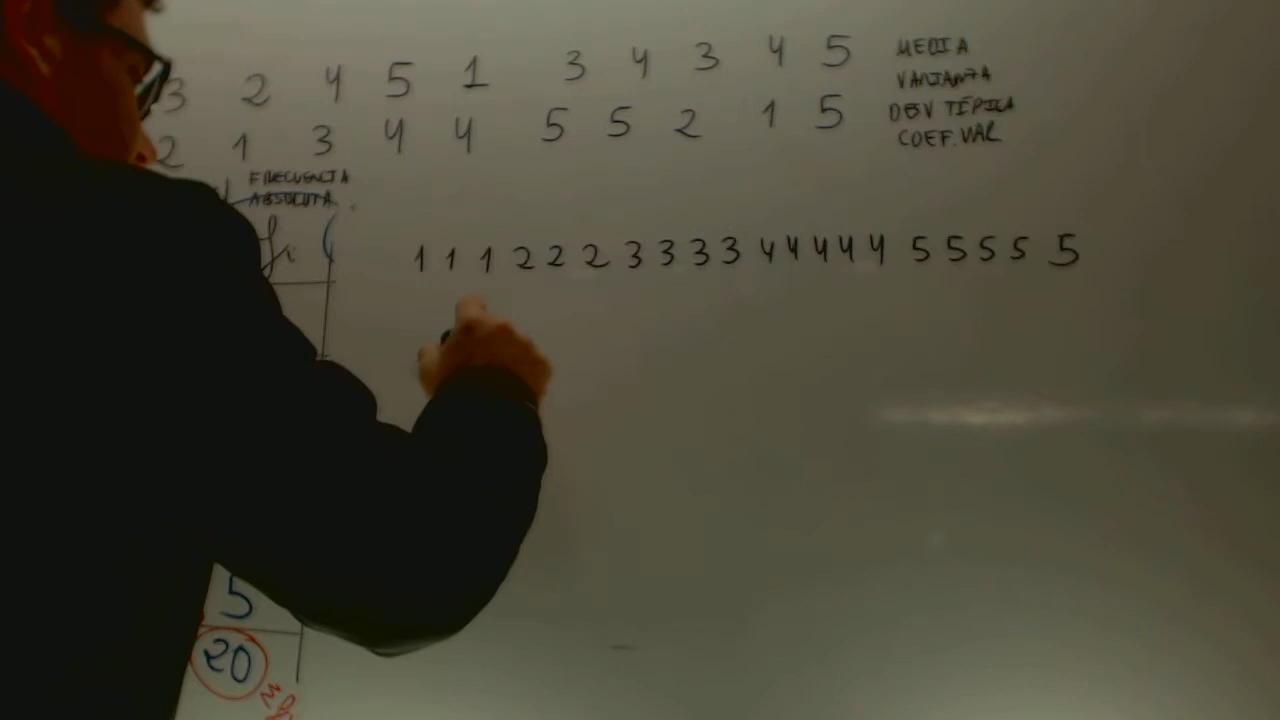 3 2 4 5 1 3 4 3 4 5 MEDIA
VARIANZA
2 1 3 4 4 5 5 2 1 5 DEV TÍPICA
COEF. VAR
FRECUENCIA
ABSOLUTA
fi (
1 1 1 2 2 2 3 3 3 3 4 4 4 4 4 5 5 5 5 5
5
20